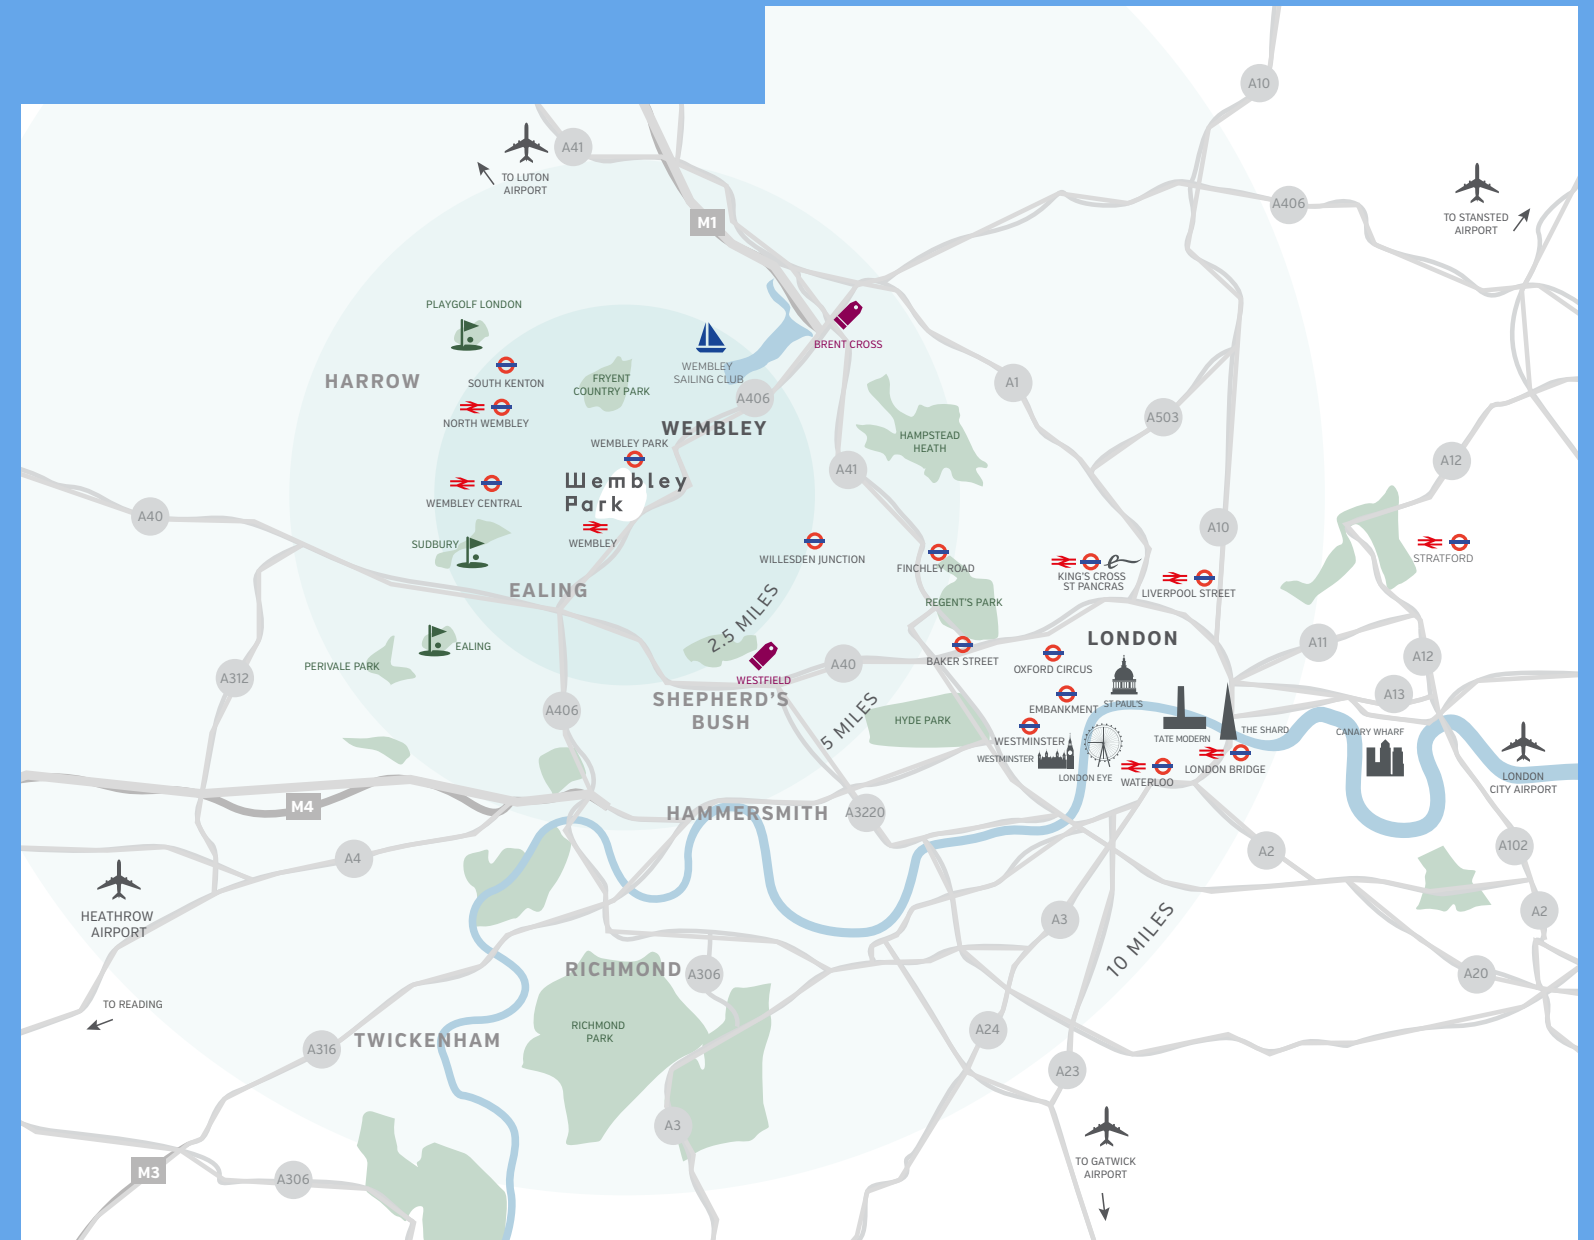 A10
A41
TO LUTON
AIRPORT
M1
A406
TO STANSTED
AIRPORT
PLAYGOLF LONDON
BRENT CROSS
HARROW
SOUTH KENTON
WEMBLEY
SAILING CLUB
FRYENT
COUNTRY PARK
A406
A1
NORTH WEMBLEY
WEMBLEY
A503
WEMBLEY PARK
HAMPSTEAD
HEATH
A12
A41
Wembley
Park
WEMBLEY CENTRAL
A40
A10
SUDBURY
WEMBLEY
WILLESDEN JUNCTION
FINCHLEY ROAD
KING'S CROSS
ST PANCRAS
e
LIVERPOOL STREET
STRATFORD
EALING
2.5 MILES
REGENT'S PARK
EALING
PERIVALE PARK
A312
WESTFIELD
A40
BAKER STREET
OXFORD CIRCUS
LONDON
A11
A12
SHEPHERD'S
BUSH
A406
5 MILES
HYDE PARK
EMBANKMENT
ST PAUL'S
A13
WESTMINSTER
WESTMINSTER
TATE MODERN
THE SHARD
CANARY WHARF
LONDON EYE
WATERLOO
LONDON BRIDGE
LONDON
CITY AIRPORT
M4
HAMMERSMITH
A3220
A4
A2
A102
HEATHROW
AIRPORT
A3
10 MILES
A2
RICHMOND
A306
A20
TO READING
RICHMOND
PARK
A316
TWICKENHAM
A24
A23
A3
M3
A306
TO GATWICK
AIRPORT